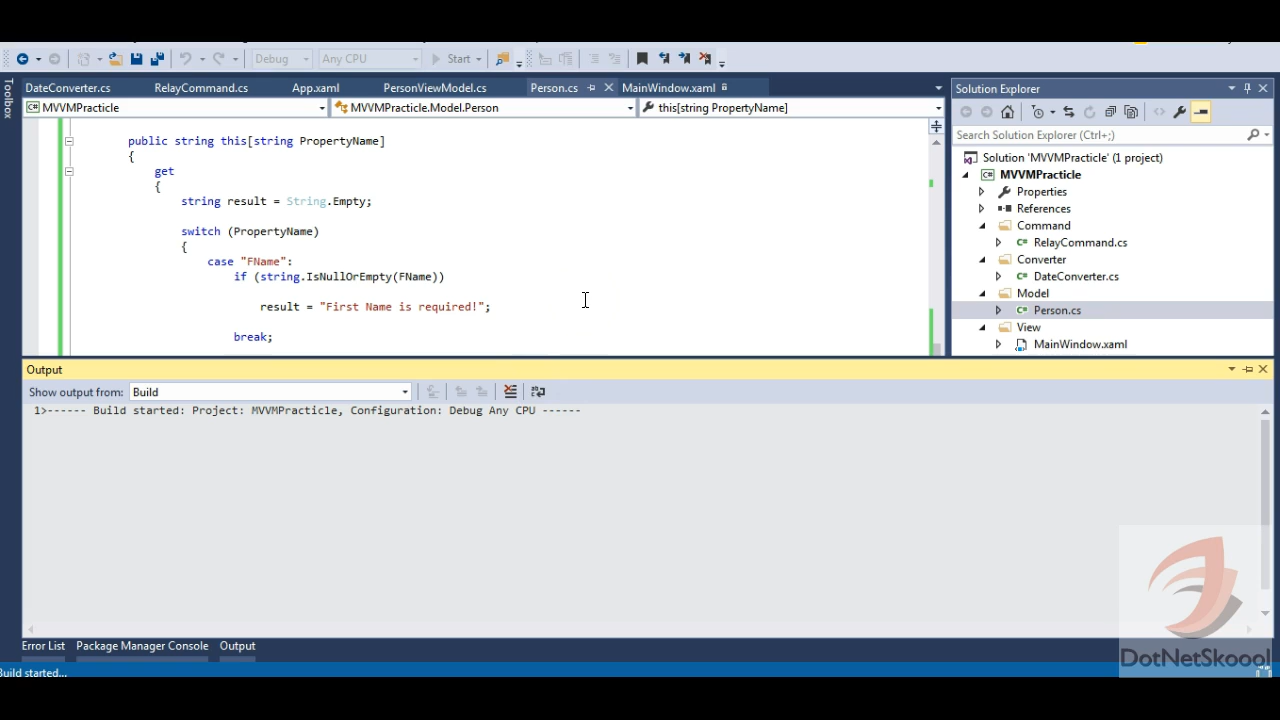 Debug
Any CPU
Start
Toolbox
DateConverter.cs
RelayCommand.cs
App.xaml
PersonViewModel.cs
Person.cs
MainWindow.xaml
MVVMPracticle
MVVMPracticle.Model.Person
this[string PropertyName]
public string this[string PropertyName]
{
get
{
string result = String.Empty;
switch (PropertyName)
{
case "FName":
if (string.IsNullOrEmpty(FName))
result = "First Name is required!";
break;
Solution Explorer
Search Solution Explorer (Ctrl+;)
Solution 'MVVMPracticle' (1 project)
C# MVVMPracticle
Properties
References
Command
C# RelayCommand.cs
Converter
C# DateConverter.cs
Model
C# Person.cs
View
MainWindow.xaml
Output
Show output from: Build
1>------ Build started: Project: MVVMPracticle, Configuration: Debug Any CPU ------
Error List
Package Manager Console
Output
Build started...
DotNetSkoool